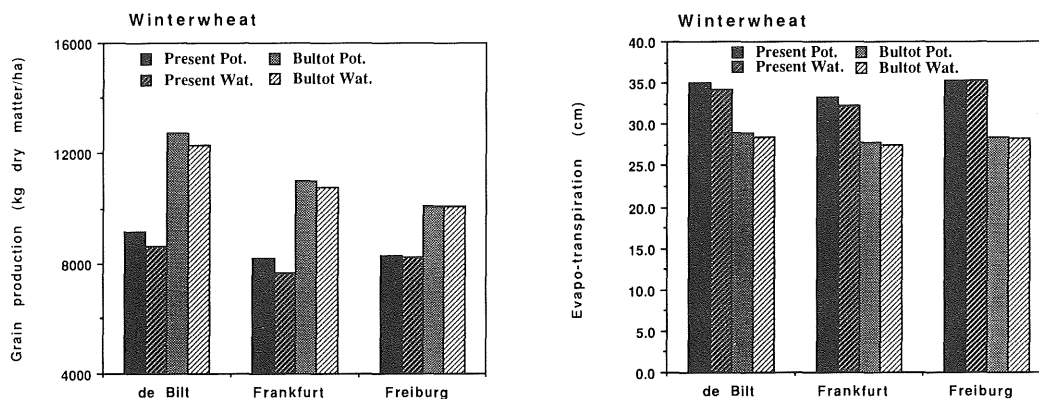 Winterwheat
16000
12000
8000
4000
Grain production (kg dry matter/ha)
Present Pot. Bultot Pot.
Present Wat. Bultot Wat.
de Bilt Frankfurt Freiburg
Winterwheat
40.0
35.0
30.0
25.0
20.0
15.0
10.0
5.0
0.0
Evapo-transpiration (cm)
Present Pot. Bultot Pot.
Present Wat. Bultot Wat.
de Bilt Frankfurt Freiburg